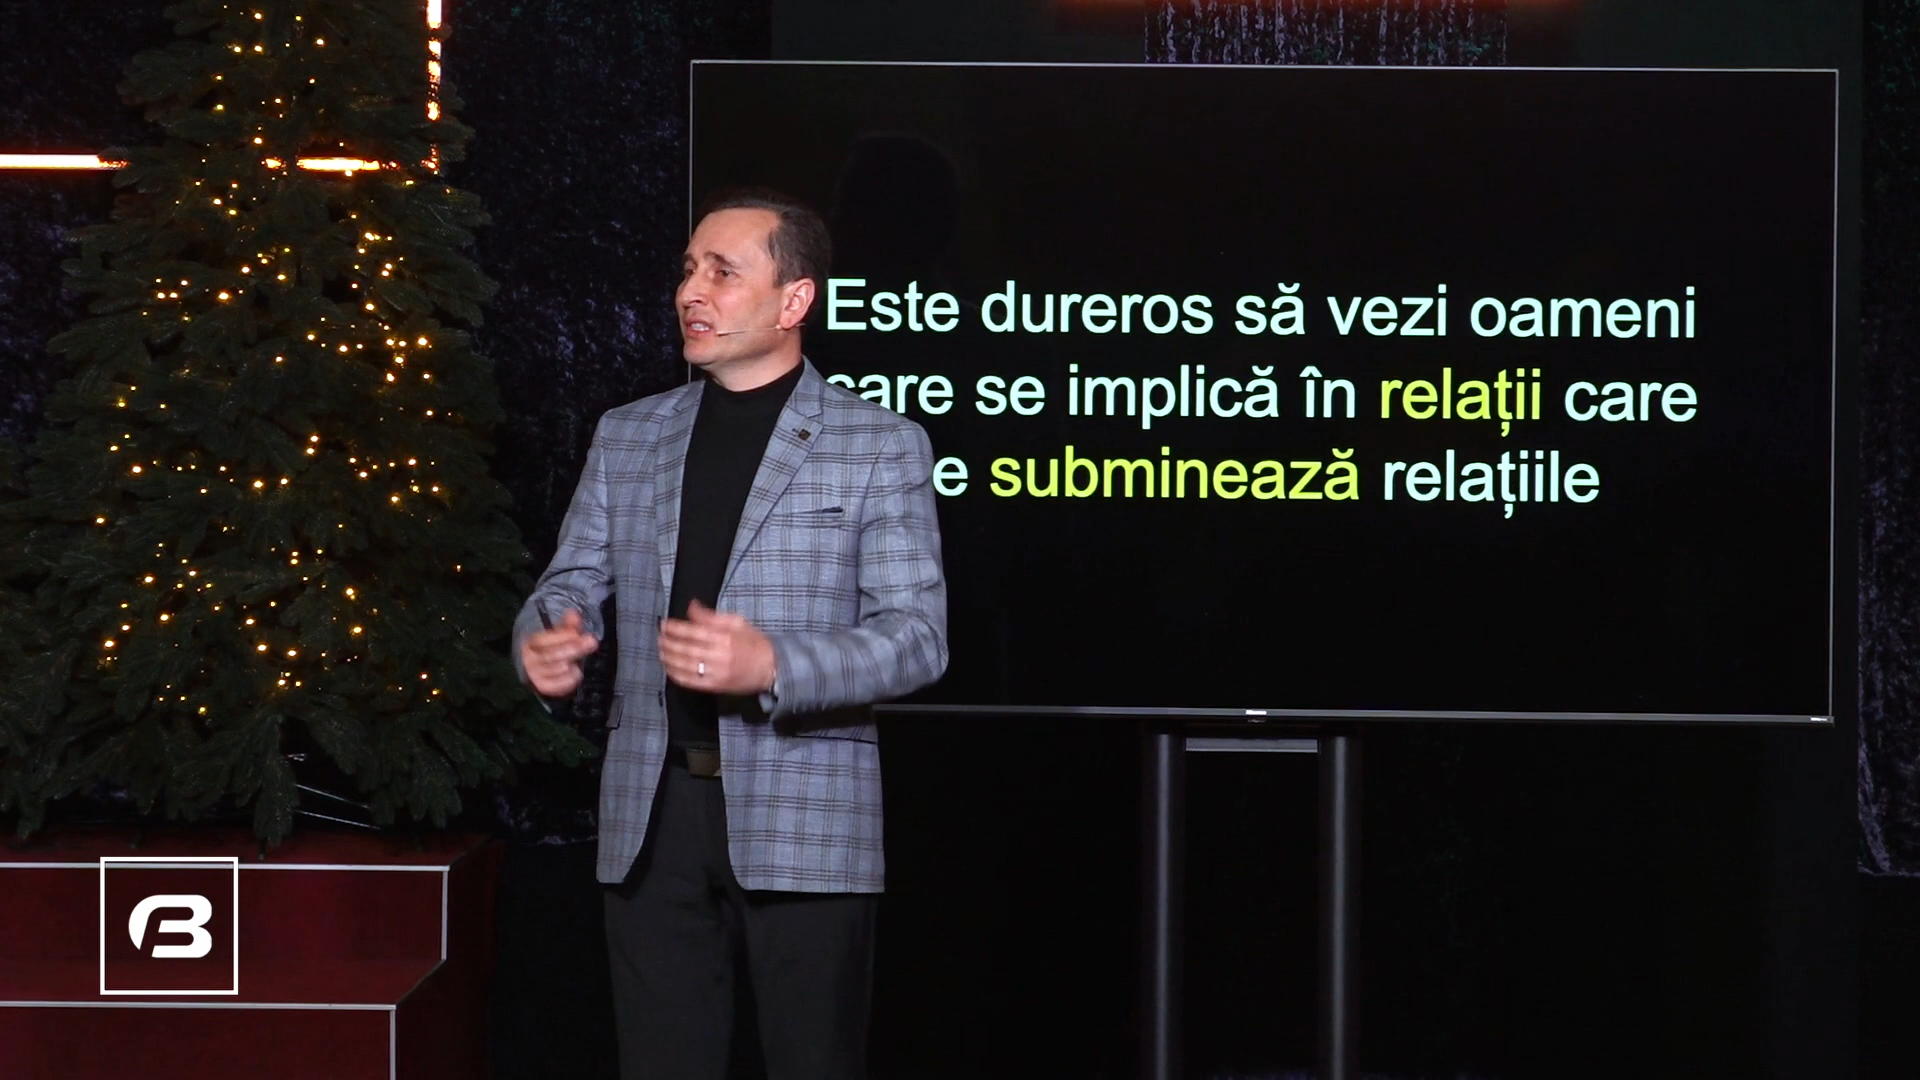 Este dureros să vezi oameni
care se implică în relații care
subminează relațiile
B